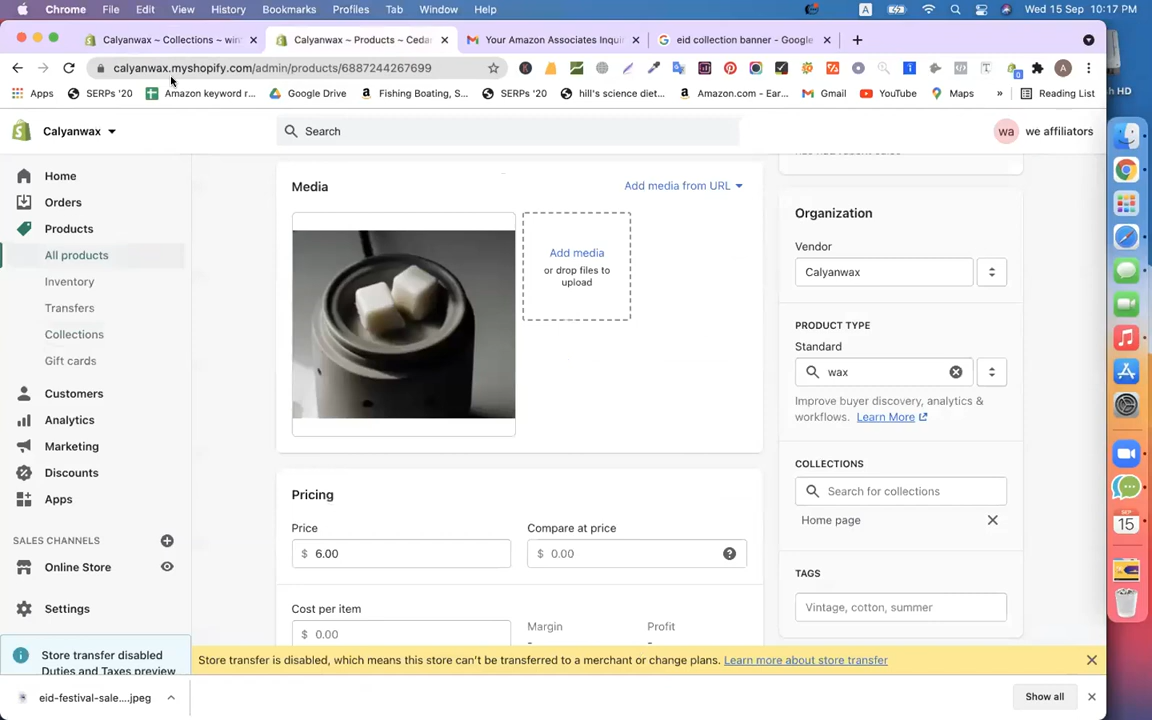 Chrome File Edit View History Bookmarks Profiles Tab Window Help A Wed 15 Sep 10:17 PM
Calyanwax ~ Collections ~ win Calyanwax ~ Products ~ Ceda Your Amazon Associates Inqui eid collection banner - Google
calyanwax.myshopify.com/admin/products/6887244267699
Apps SERPs '20 Amazon keyword r... Google Drive Fishing Boating, S... SERPs '20 hill's science diet... Amazon.com - Ear... Gmail YouTube Maps » Reading List
Calyanwax Search wa we affiliators
Home
Orders
Products
All products
Inventory
Transfers
Collections
Gift cards
Customers
Analytics
Marketing
Discounts
Apps
SALES CHANNELS
Online Store
Settings
Store transfer disabled
Duties and Taxes preview
Media Add media from URL
Add media
or drop files to
upload
Pricing
Price Compare at price
$ 6.00 $ 0.00
Cost per item
$ 0.00 Margin Profit
- -
Organization
Vendor
Calyanwax
PRODUCT TYPE
Standard
wax
Improve buyer discovery, analytics &
workflows. Learn More
COLLECTIONS
Search for collections
Home page
TAGS
Vintage, cotton, summer
Store transfer is disabled, which means this store can't be transferred to a merchant or change plans. Learn more about store transfer
eid-festival-sale....jpeg Show all
15